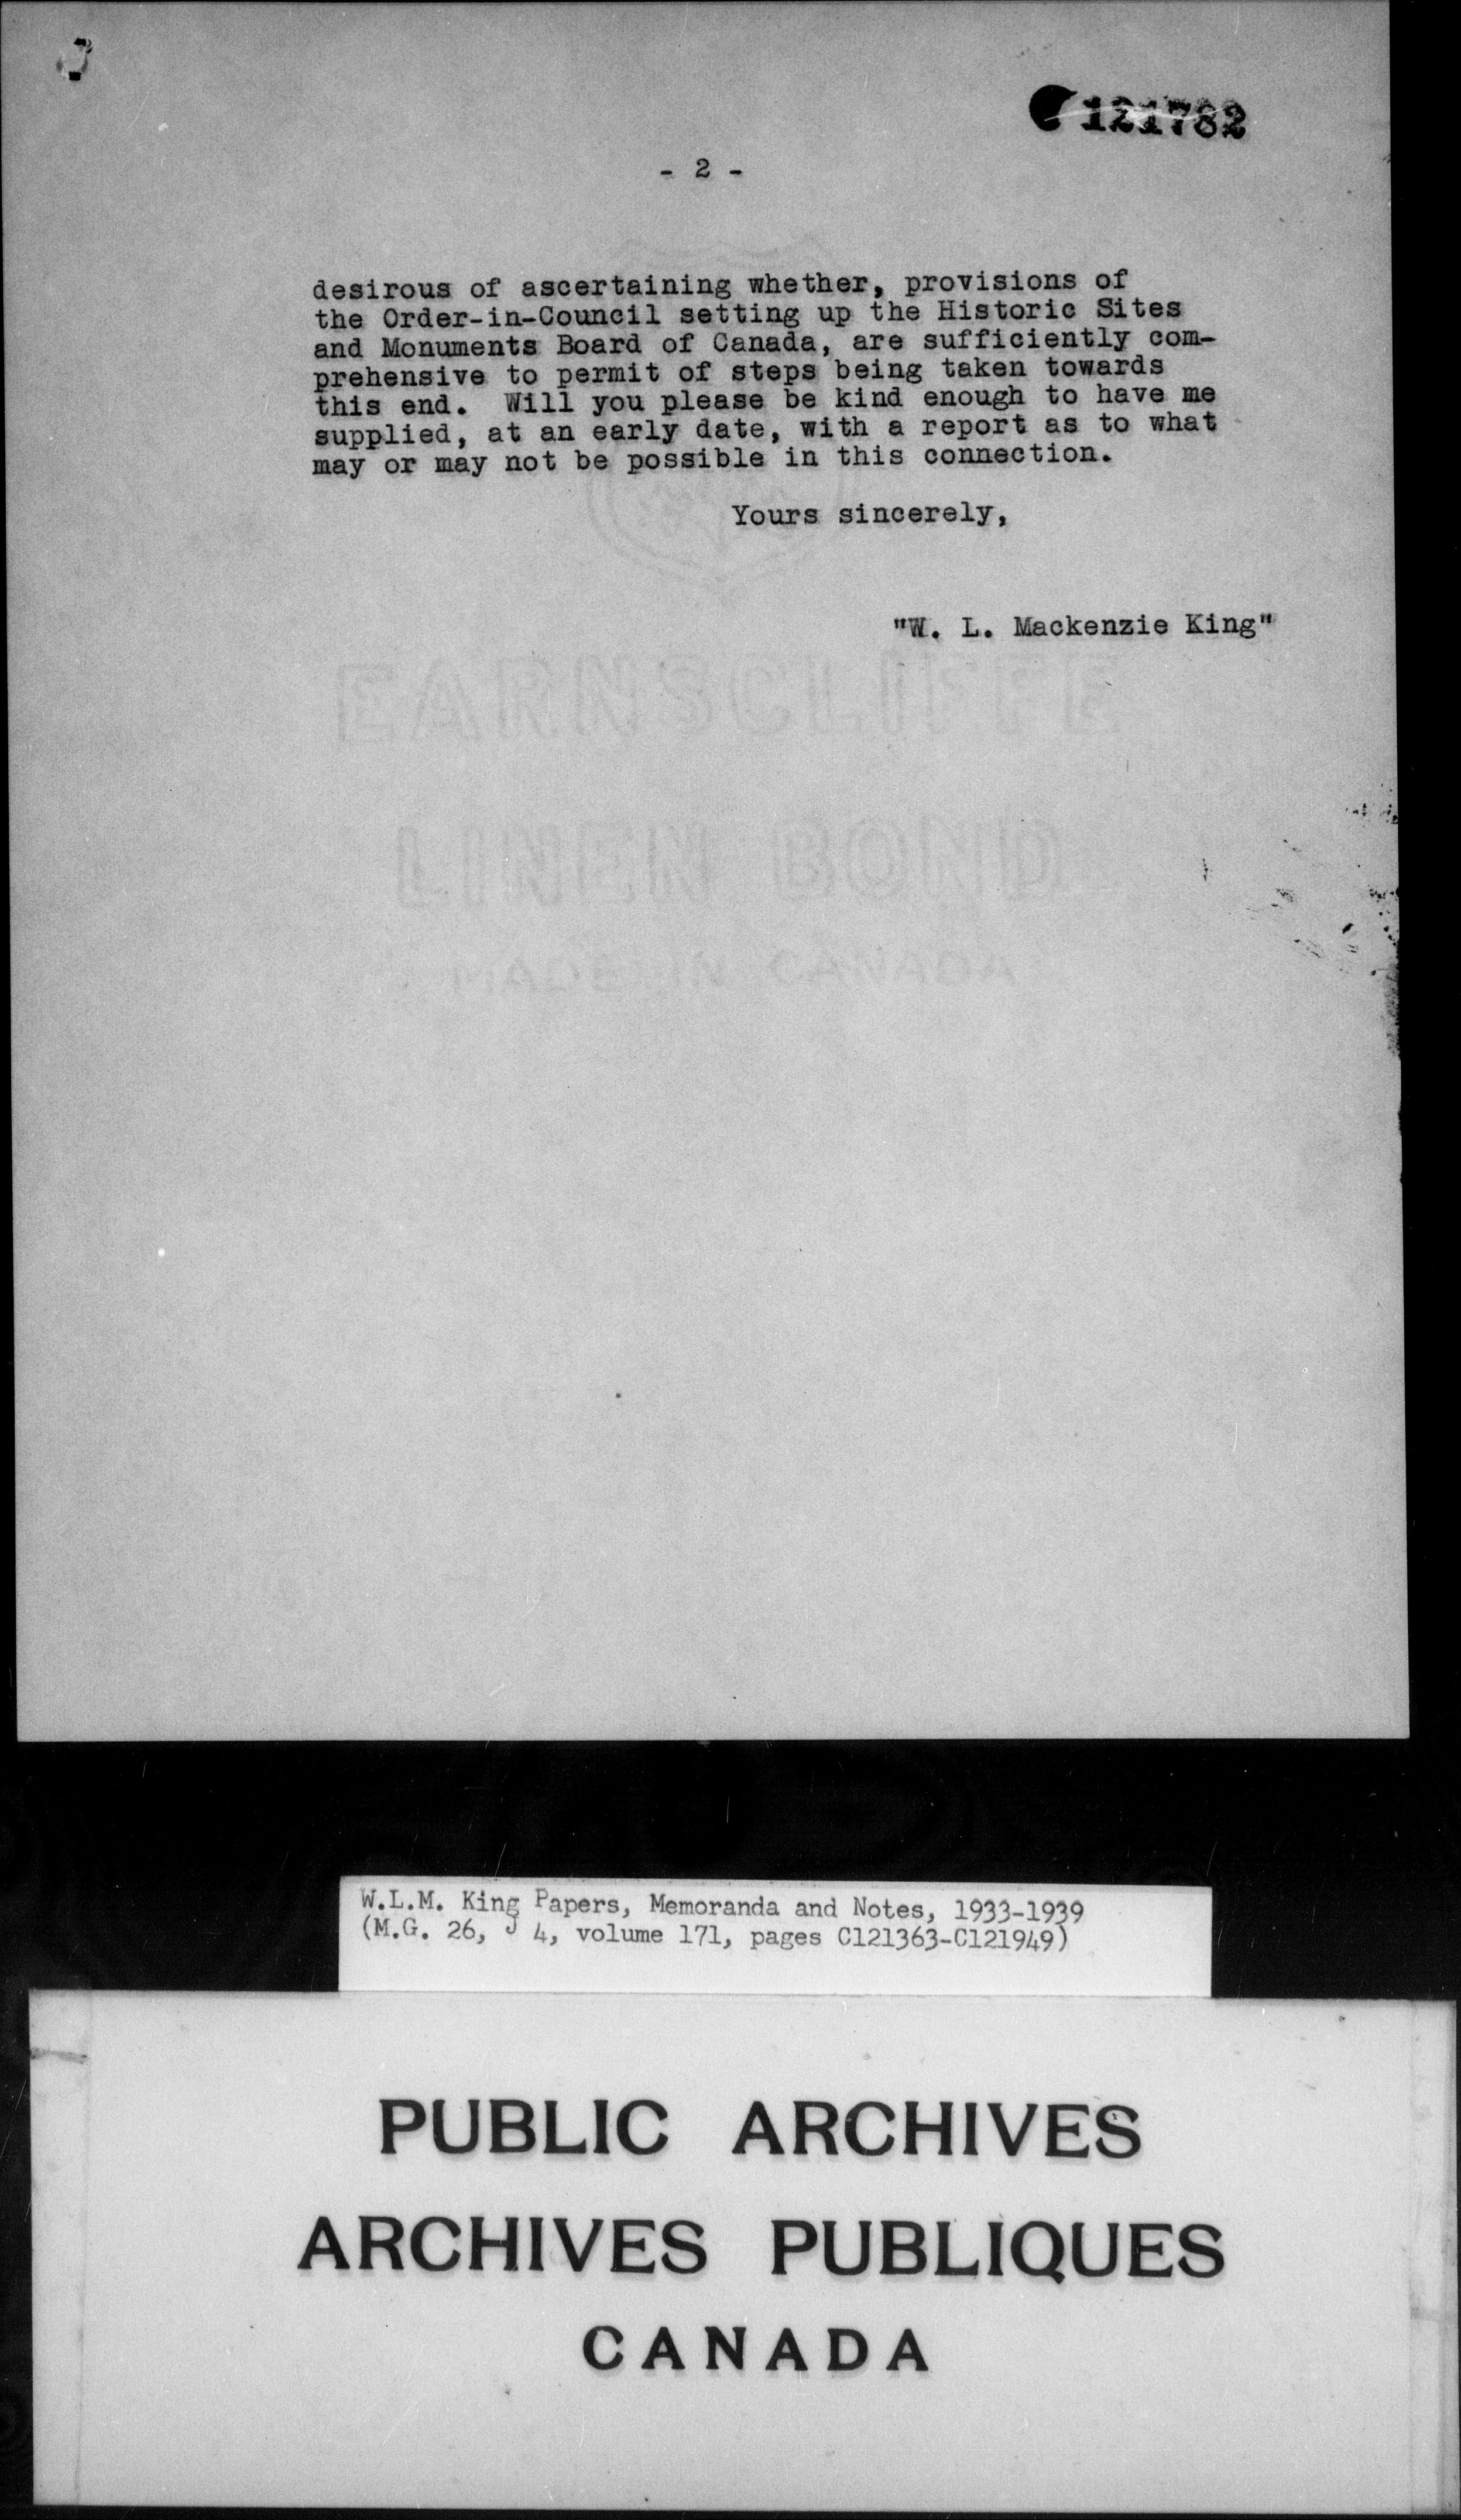 C 121782
- 2 -
desirous of ascertaining whether, provisions of
the Order-in-Council setting up the Historic Sites
and Monuments Board of Canada, are sufficiently com-
prehensive to permit of steps being taken towards
this end. Will you please be kind enough to have me
supplied, at an early date, with a report as to what
may or may not be possible in this connection.
Yours sincerely,
"W. L. Mackenzie King"
EARNSCLIFFE
LINEN BOND
MADE IN CANADA
W.L.M. King Papers, Memoranda and Notes, 1933-1939
(M.G. 26, J 4, volume 171, pages C121363-C121949)
PUBLIC ARCHIVES
ARCHIVES PUBLIQUES
CANADA